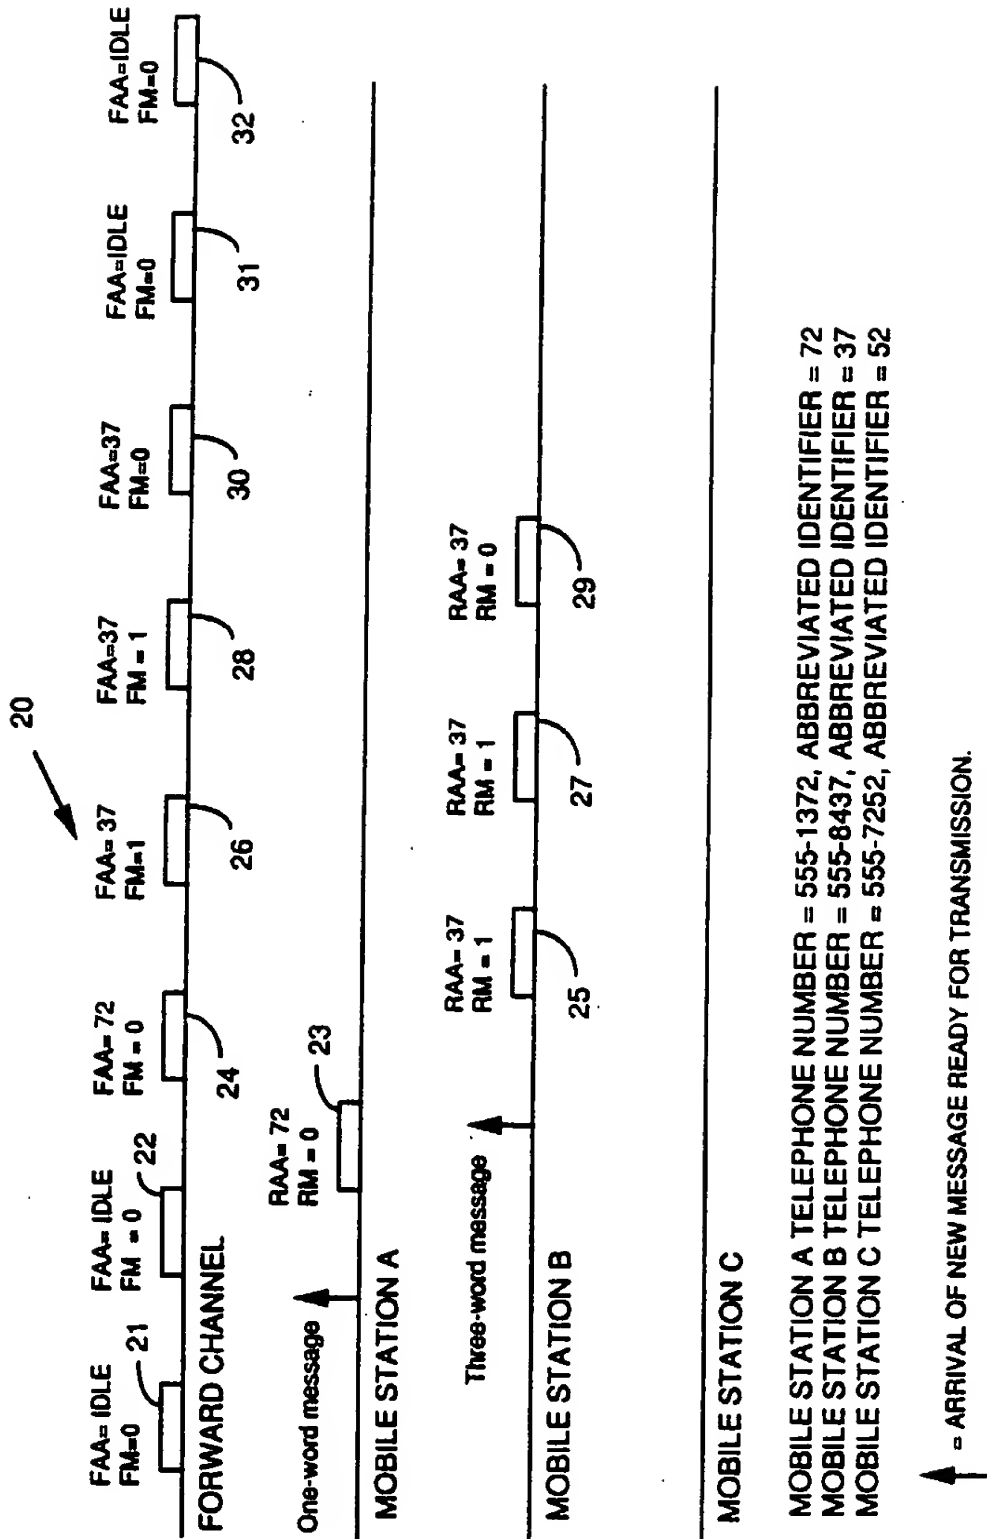 20
FAA= IDLE
FM=0
21
FAA= IDLE
FM = 0
22
FAA= 72
FM = 0
24
FAA= 37
FM=1
26
FAA=37
FM = 1
28
FAA=37
FM=0
30
FAA=IDLE
FM=0
31
FAA=IDLE
FM=0
32
FORWARD CHANNEL
One-word message
RAA= 72
RM = 0
23
MOBILE STATION A
Three-word message
RAA= 37
RM = 1
25
RAA= 37
RM = 1
27
RAA= 37
RM = 0
29
MOBILE STATION B
MOBILE STATION C
MOBILE STATION A TELEPHONE NUMBER = 555-1372, ABBREVIATED IDENTIFIER = 72
MOBILE STATION B TELEPHONE NUMBER = 555-8437, ABBREVIATED IDENTIFIER = 37
MOBILE STATION C TELEPHONE NUMBER = 555-7252, ABBREVIATED IDENTIFIER = 52
= ARRIVAL OF NEW MESSAGE READY FOR TRANSMISSION.